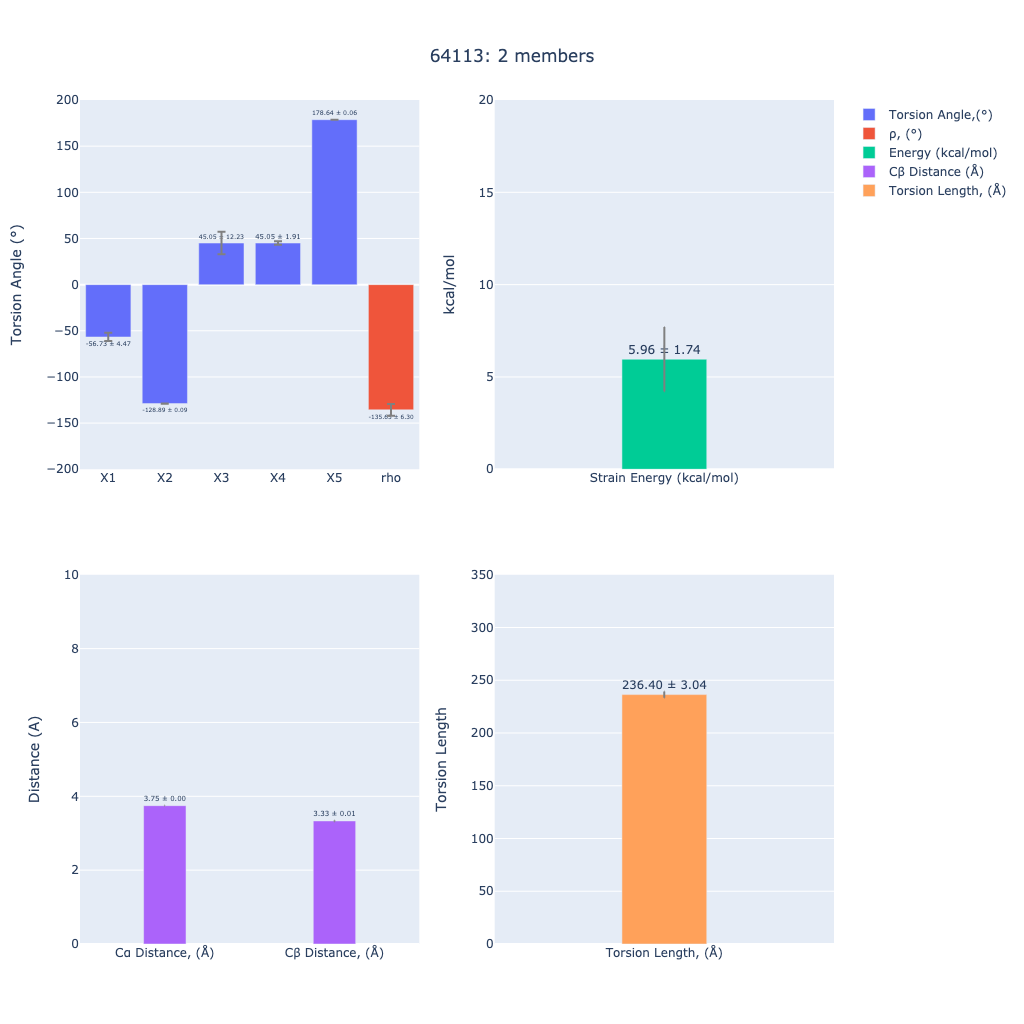 64113: 2 members
Torsion Angle (°)
200
150
100
50
0
−50
−100
−150
−200
-56.73 ± 4.47
-128.89 ± 0.09
45.05 ± 12.23
45.05 ± 1.91
178.64 ± 0.06
6.30
X1 X2 X3 X4 X5 rho
kcal/mol
20
15
10
5
0
5.96 ± 1.74
Strain Energy (kcal/mol)
Torsion Angle,(°)
ρ, (°)
Energy (kcal/mol)
Cβ Distance (Å)
Torsion Length, (Å)
Distance (A)
10
8
6
4
2
0
3.75 ± 0.00
3.33 ± 0.01
Cα Distance, (Å) Cβ Distance, (Å)
Torsion Length
350
300
250
200
150
100
50
0
236.40 ± 3.04
Torsion Length, (Å)